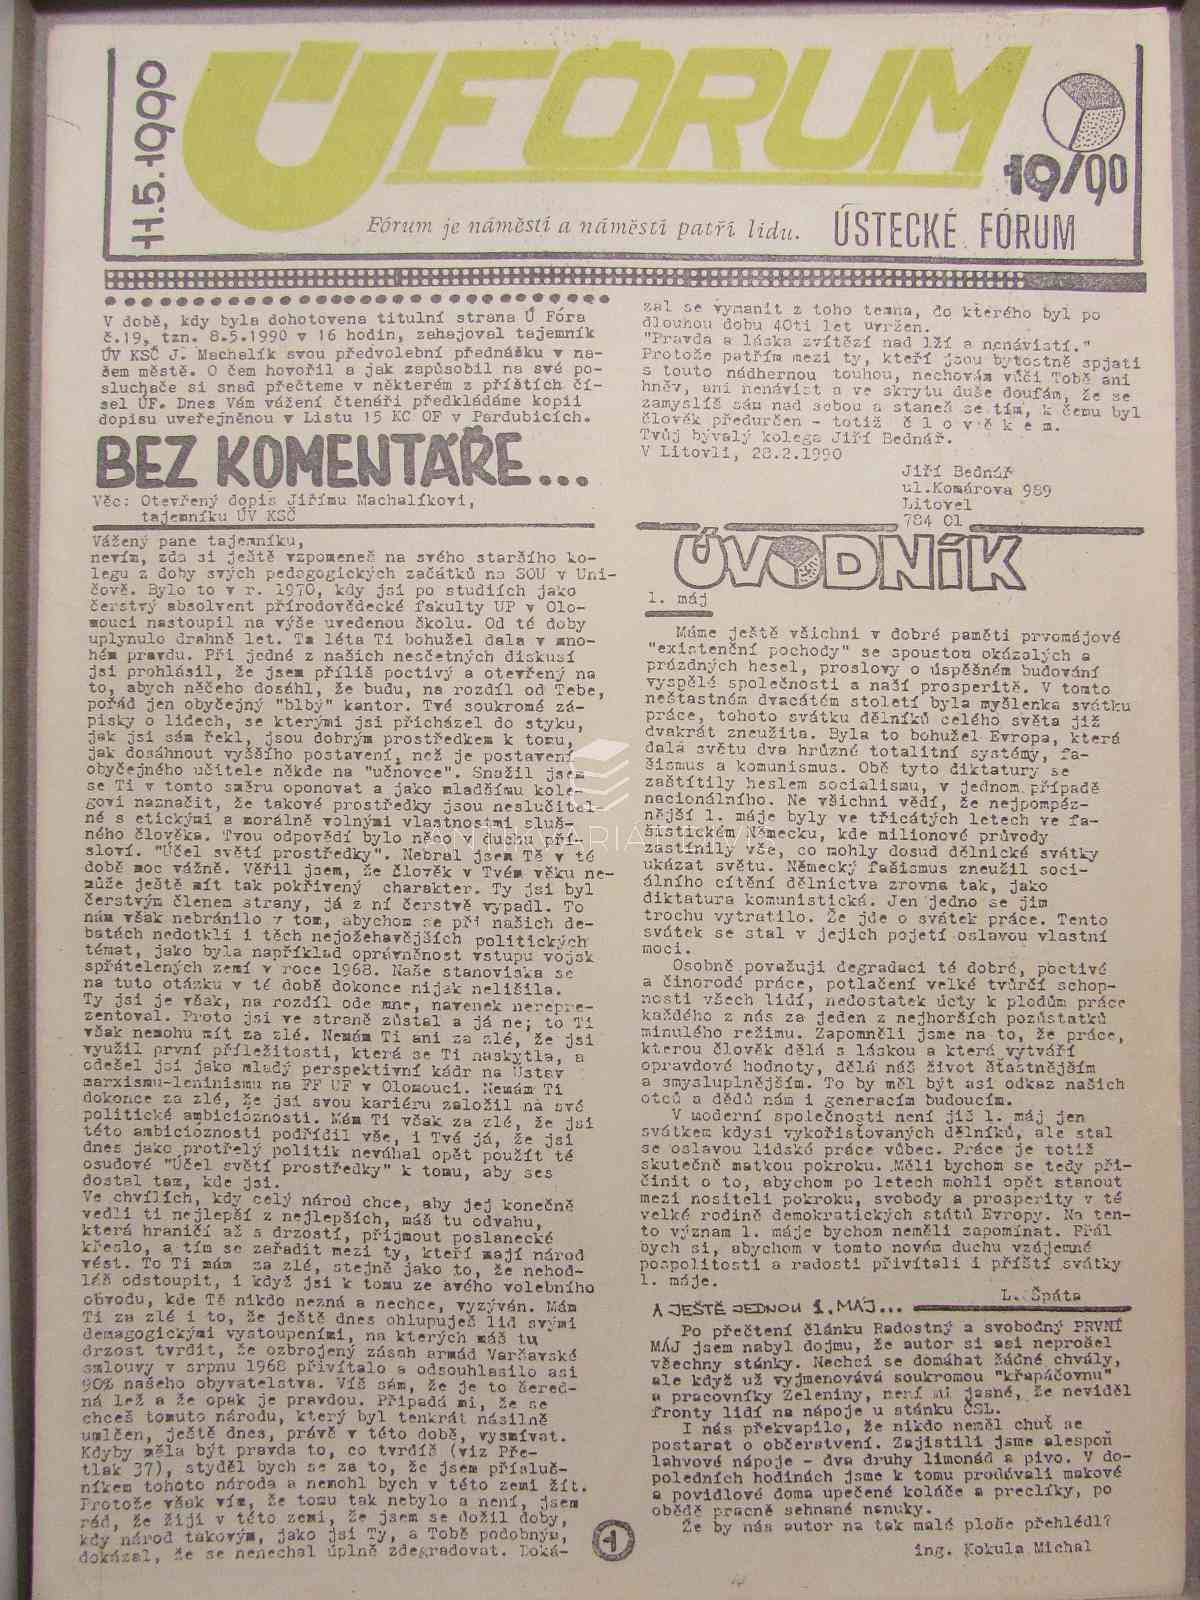 11.5.1990
ÚFÓRUM
19/90
Fórum je náměstí a náměstí patří lidu. ÚSTECKÉ FÓRUM
V době, kdy byla dohotovena titulní strana Ú Fóra
č.19, tzn. 8.5.1990 v 16 hodin, zahajoval tajemník
ÚV KSČ J. Machalík svou předvolební přednášku v na-
šem městě. O čem hovořil a jak zapůsobil na své po-
sluchače si snad přečteme v některém z příštích čí-
sel ÚF. Dnes Vám vážení čtenáři předkládáme kopii
dopisu uveřejněnou v Listu 15 KC OF v Pardubicích.
BEZ KOMENTÁŘE...
Věc: Otevřený dopis Jiřímu Machalíkovi,
tajemníku ÚV KSČ
Vážený pane tajemníku,
nevím, zda si ještě vzpomeneš na svého staršího ko-
legu z doby svých pedagogických začátků na SOU v Uni-
čově. Bylo to v r. 1970, kdy jsi po studiích jako
čerstvý absolvent přírodovědecké fakulty UP v Olo-
mouci nastoupil na výše uvedenou školu. Od té doby
uplynulo drahně let. Ta léta Ti bohužel dala v mno-
hém pravdu. Při jedné z našich nesčetných diskusí
jsi prohlásil, že jsem příliš poctivý a otevřený na
to, abych něčeho dosáhl, že budu, na rozdíl od Tebe,
pořád jen obyčejný "blbý" kantor. Tvé soukromé zá-
pisky o lidech, se kterými jsi přicházel do styku,
jak jsi sám řekl, jsou dobrým prostředkem k tomu,
jak dosáhnout vyššího postavení, než je postavení
obyčejného učitele někde na "učňovce". Snažil jsem
se Ti v tomto směru oponovat a jako mladšímu kole-
govi naznačit, že takové prostředky jsou neslučitel-
né s etickými a morálně volnými vlastnostmi sluš-
ného člověka. Tvou odpovědí bylo něco v duchu pří-
sloví. "Účel světí prostředky". Nebral jsem Tě v té
době moc vážně. Věřil jsem, že člověk v Tvém věku ne-
může ještě mít tak pokřivený charakter. Ty jsi byl
čerstvým členem strany, já z ní čerstvě vypadl. To
nám však nebránilo v tom, abychom se při našich de-
batách nedotkli i těch nejožehavějších politických
témat, jako byla například oprávněnost vstupu vojsk
spřátelených zemí v roce 1968. Naše stanoviska se
na tuto otázku v té době dokonce nijak nelišila.
Ty jsi je však, na rozdíl ode mne, navenek nerepre-
zentoval. Proto jsi ve straně zůstal a já ne; to Ti
však nemohu mít za zlé. Nemám Ti ani za zlé, že jsi
využil první příležitosti, která se Ti naskytla, a
odešel jsi jako mladý perspektivní kádr na Ústav
marxismu-leninismu na FF UP v Olomouci. Nemám Ti
dokonce za zlé, že jsi svou kariéru založil na své
politické ambicióznosti. Mám Ti však za zlé, že jsi
této ambicióznosti podřídil vše, i Tvé já, že jsi
dnes jako protřelý politik neváhal opět použít té
osudové "Účel světí prostředky" k tomu, aby ses
dostal tam, kde jsi.
Ve chvílích, kdy celý národ chce, aby jej konečně
vedli ti nejlepší z nejlepších, máš tu odvahu,
která hraničí až s drzostí, přijmout poslanecké
křeslo, a tím se zařadit mezi ty, kteří mají národ
vést. To Ti mám za zlé, stejně jako to, že nehod-
láš odstoupit, i když jsi k tomu ze svého volebního
obvodu, kde Tě nikdo nezná a nechce, vyzýván. Mám
Ti za zlé i to, že ještě dnes ohlupuješ lid svými
demagogickými vystoupeními, na kterých máš tu
drzost tvrdit, že ozbrojený zásah armád Varšavské
smlouvy v srpnu 1968 přivítalo a odsouhlasilo asi
90% našeho obyvatelstva. Víš sám, že je to šered-
ná lež a že opak je pravdou. Připadá mi, že se
chceš tomuto národu, který byl tenkrát násilně
umlčen, ještě dnes, právě v této době, vysmívat.
Kdyby měla být pravda to, co tvrdíš (viz Pře-
tlak 37), styděl bych se za to, že jsem přísluš-
níkem tohoto národa a nemohl bych v této zemi žít.
Protože však vím, že tomu tak nebylo a není, jsem
rád, že žiji v této zemi, že jsem se dožil doby,
kdy národ takovým, jako jsi Ty, a Tobě podobným,
dokázal, že se nenechal úplně zdegradovat. Doká-
zal se vymanit z toho temna, do kterého byl po
dlouhou dobu 40ti let uvržen.
"Pravda a láska zvítězí nad lží a nenávistí."
Protože patřím mezi ty, kteří jsou bytostně spjati
s touto nádhernou touhou, nechovám vůči Tobě ani
hněv, ani nenávist a ve skrytu duše doufám, že se
zamyslíš sám nad sebou a staneš se tím, k čemu byl
člověk předurčen - totiž č l o v ě k e m.
Tvůj bývalý kolega Jiří Bednář.
V Litovli, 28.2.1990
Jiří Bednář
ul.Komárova 989
Litovel
784 01
ÚVODNÍK
1. máj
Máme ještě všichni v dobré paměti prvomájové
"existenční pochody" se spoustou okázalých a
prázdných hesel, proslovy o úspěšném budování
vyspělé společnosti a naší prosperitě. V tomto
nešťastném dvacátém století byla myšlenka svátku
práce, tohoto svátku dělníků celého světa již
dvakrát zneužita. Byla to bohužel Evropa, která
dala světu dva hrůzné totalitní systémy, fa-
šismus a komunismus. Obě tyto diktatury se
zaštítily heslem socialismu, v jednom případě
nacionálního. Ne všichni vědí, že nejpompéz-
nější 1. máje byly ve třicátých letech ve fa-
šistickém Německu, kde milionové průvody
zastínily vše, co mohly dosud dělnické svátky
ukázat světu. Německý fašismus zneužil soci-
álního cítění dělnictva zrovna tak, jako
diktatura komunistická. Jen jedno se jim
trochu vytratilo. Že jde o svátek práce. Tento
svátek se stal v jejich pojetí oslavou vlastní
moci.
Osobně považuji degradaci té dobré, poctivé
a činorodé práce, potlačení velké tvůrčí schop-
nosti všech lidí, nedostatek úcty k plodům práce
každého z nás za jeden z nejhorších pozůstatků
minulého režimu. Zapomněli jsme na to, že práce,
kterou člověk dělá s láskou a která vytváří
opravdové hodnoty, dělá náš život šťastnějším
a smysluplnějším. To by měl být asi odkaz našich
otců a dědů nám i generacím budoucím.
V moderní společnosti není již 1. máj jen
svátkem kdysi vykořisťovaných dělníků, ale stal
se oslavou lidské práce vůbec. Práce je totiž
skutečně matkou pokroku. Měli bychom se tedy při-
činit o to, abychom po letech mohli opět stanout
mezi nositeli pokroku, svobody a prosperity v té
velké rodině demokratických států Evropy. Na ten-
to význam 1. máje bychom neměli zapomínat. Přál
bych si, abychom v tomto novém duchu vzájemné
pospolitosti a radosti přivítali i příští svátky
1. máje.
L. Špáta
A JEŠTĚ JEDNOU 1. MÁJ...
Po přečtení článku Radostný a svobodný PRVNÍ
MÁJ jsem nabyl dojmu, že autor si asi neprošel
všechny stánky. Nechci se domáhat žádné chvály,
ale když už vyjmenovává soukromou "křapáčovnu"
a pracovníky Zeleniny, není mi jasné, že neviděl
fronty lidí na nápoje u stánku ČSL.
I nás překvapilo, že nikdo neměl chuť se
postarat o občerstvení. Zajistili jsme alespoň
lahvové nápoje - dva druhy limonád a pivo. V do-
poledních hodinách jsme k tomu prodávali makové
a povidlové doma upečené koláče a preclíky, po
obědě pracně sehnané nanuky.
Že by nás autor na tak malé ploše přehlédl?
ing. Kokula Michal
1